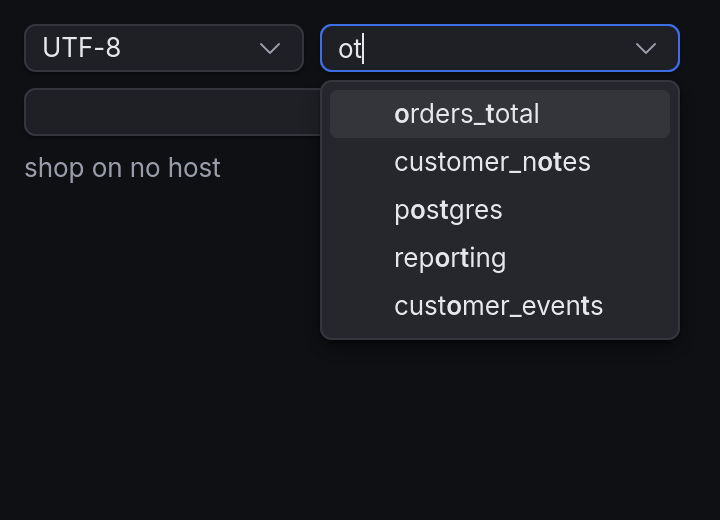 UTF-8
ot
orders_total
customer_notes
postgres
reporting
customer_events
shop on no host